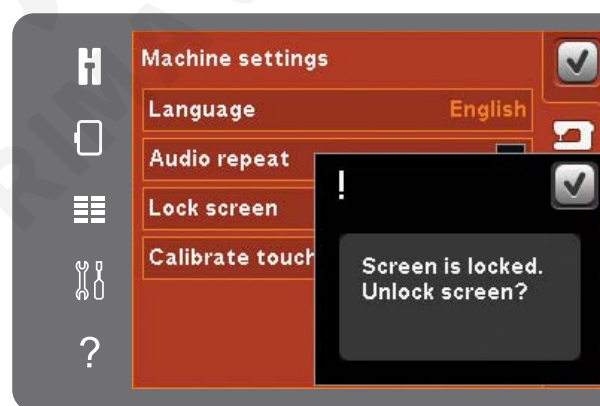 Machine settings
Language English
Audio repeat
Lock screen
Calibrate touch
!
Screen is locked.
Unlock screen?
?